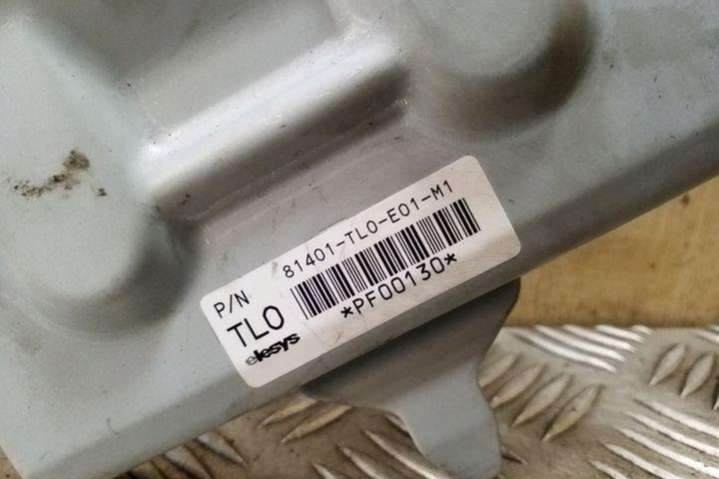 P/N 81401-TL0-E01-M1
TL0
*PF00130*
elesys